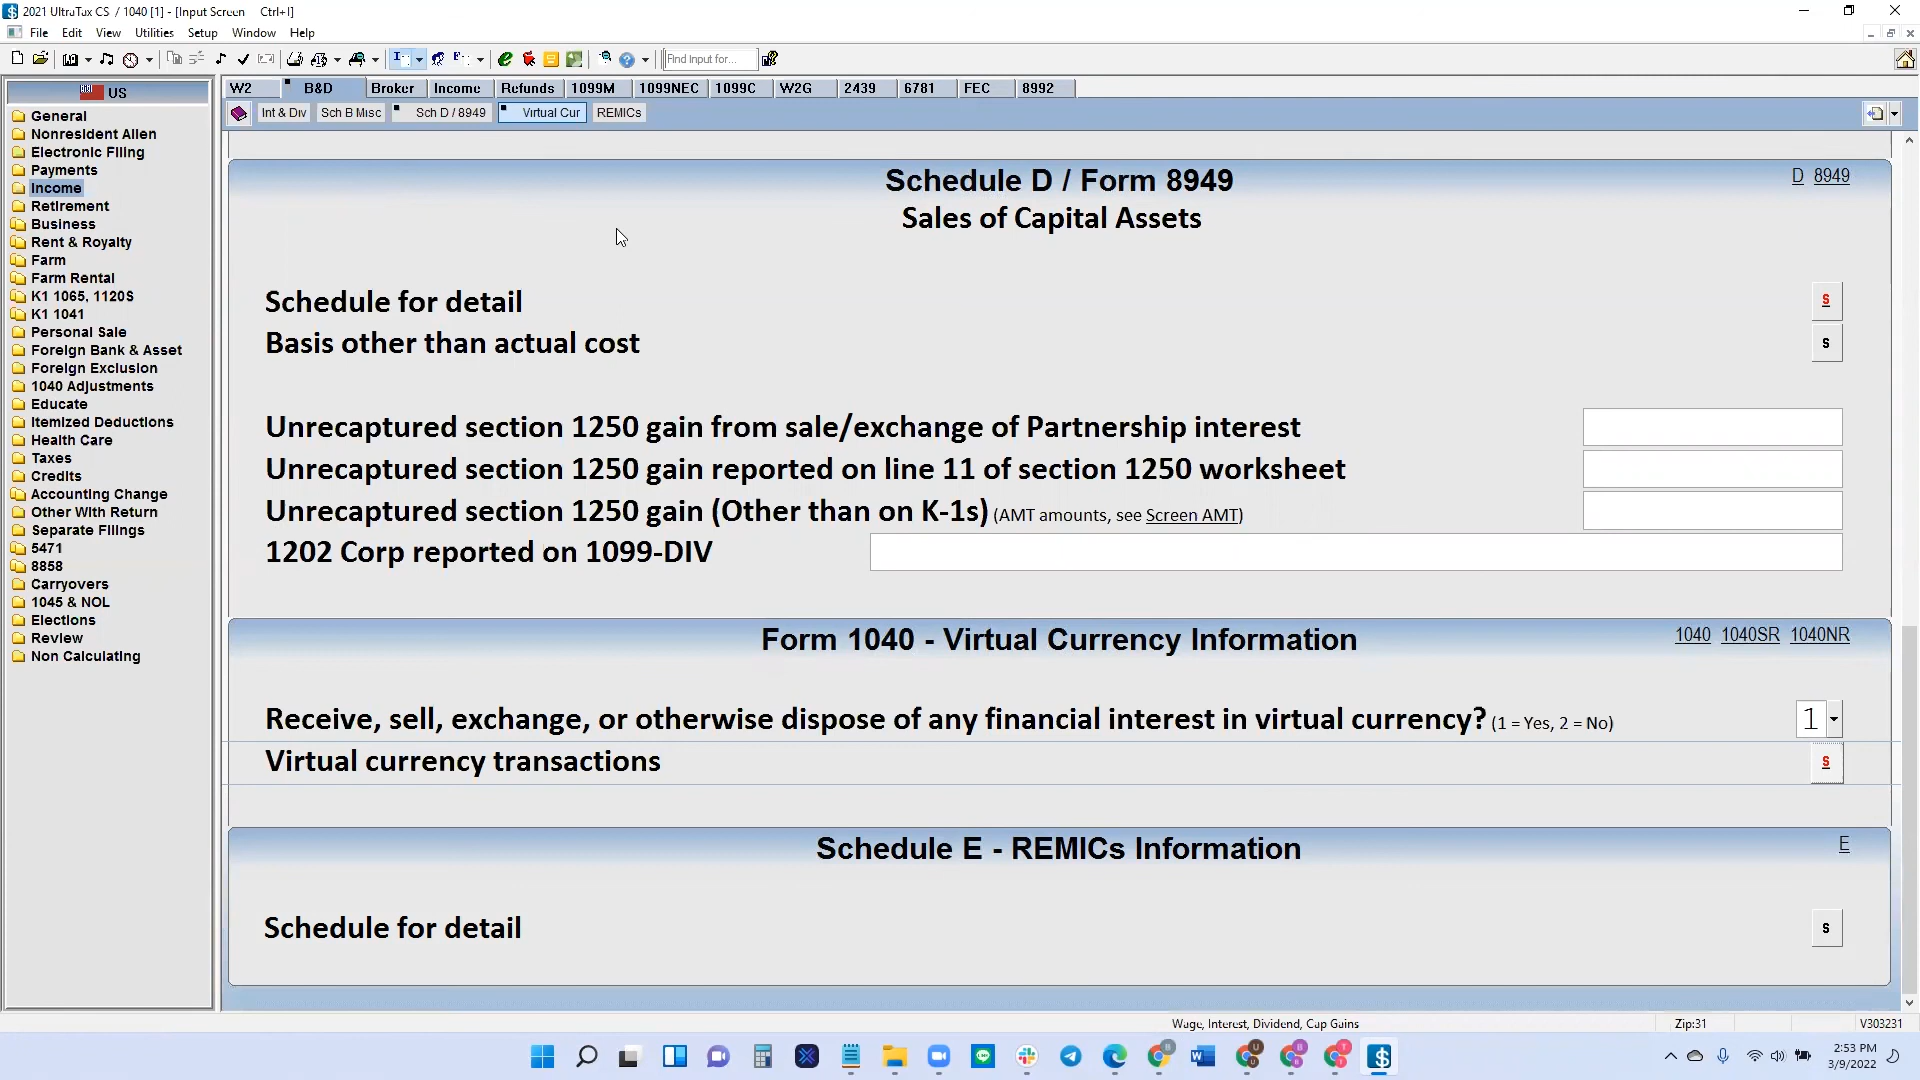 2021 UltraTax CS / 1040 [1] - [Input Screen Ctrl+I]
File Edit View Utilities Setup Window Help
Find Input for...
US
General
Nonresident Alien
Electronic Filing
Payments
Income
Retirement
Business
Rent & Royalty
Farm
Farm Rental
K1 1065, 1120S
K1 1041
Personal Sale
Foreign Bank & Asset
Foreign Exclusion
1040 Adjustments
Educate
Itemized Deductions
Health Care
Taxes
Credits
Accounting Change
Other With Return
Separate Filings
5471
8858
Carryovers
1045 & NOL
Elections
Review
Non Calculating
W2 B&D Broker Income Refunds 1099M 1099NEC 1099C W2G 2439 6781 FEC 8992
Int & Div Sch B Misc Sch D / 8949 Virtual Cur REMICs
Schedule D / Form 8949 D 8949
Sales of Capital Assets
Schedule for detail S
Basis other than actual cost S
Unrecaptured section 1250 gain from sale/exchange of Partnership interest
Unrecaptured section 1250 gain reported on line 11 of section 1250 worksheet
Unrecaptured section 1250 gain (Other than on K-1s) (AMT amounts, see Screen AMT)
1202 Corp reported on 1099-DIV
Form 1040 - Virtual Currency Information 1040 1040SR 1040NR
Receive, sell, exchange, or otherwise dispose of any financial interest in virtual currency? (1 = Yes, 2 = No) 1
Virtual currency transactions S
Schedule E - REMICs Information E
Schedule for detail S
Wage, Interest, Dividend, Cap Gains Zip:31 V303231
2:53 PM
3/9/2022